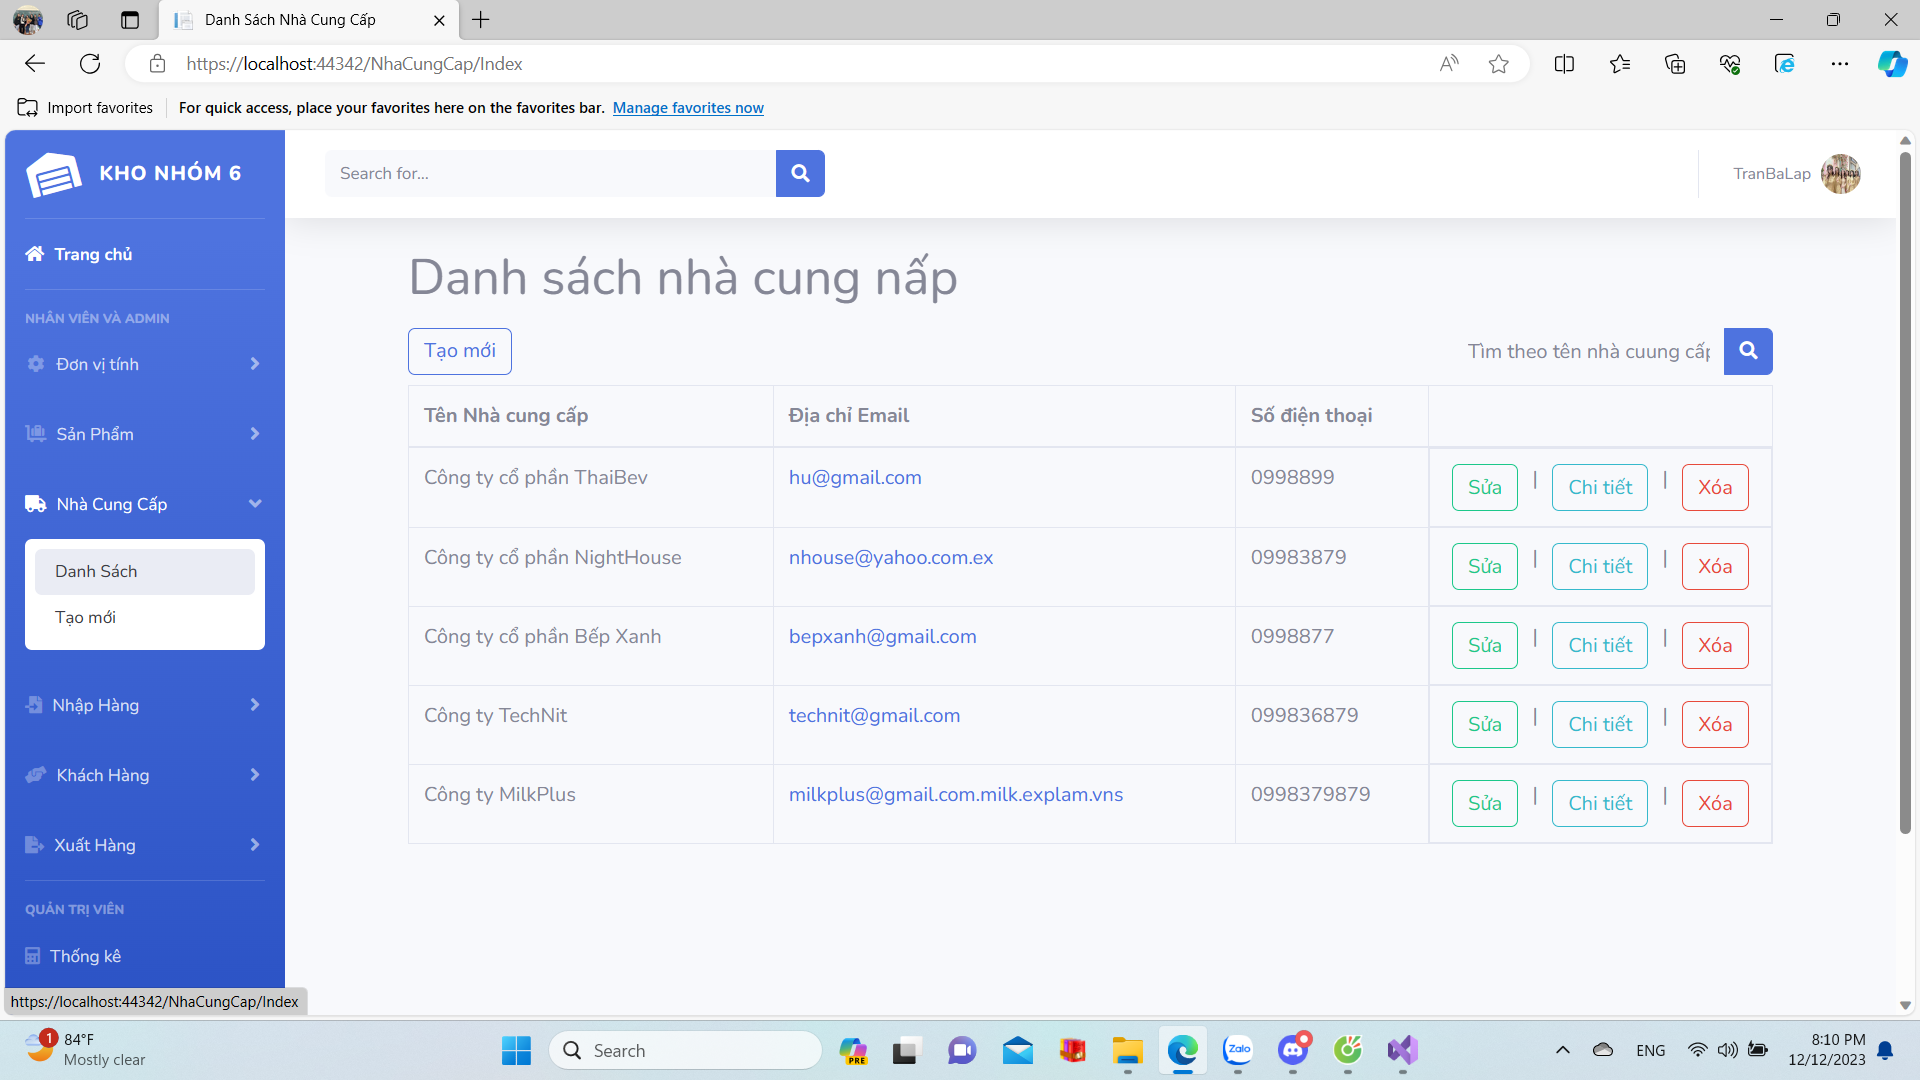 Danh Sách Nhà Cung Cấp
https://localhost:44342/NhaCungCap/Index
Import favorites
For quick access, place your favorites here on the favorites bar. Manage favorites now
KHO NHÓM 6
Search for...
TranBaLap
Trang chủ
NHÂN VIÊN VÀ ADMIN
Đơn vị tính
Sản Phẩm
Nhà Cung Cấp
Danh Sách
Tạo mới
Nhập Hàng
Khách Hàng
Xuất Hàng
QUẢN TRỊ VIÊN
Thống kê
Danh sách nhà cung nấp
Tạo mới
Tìm theo tên nhà cuung cấp
Tên Nhà cung cấp Địa chỉ Email Số điện thoại
Công ty cổ phần ThaiBev hu@gmail.com 0998899 Sửa | Chi tiết | Xóa
Công ty cổ phần NightHouse nhouse@yahoo.com.ex 09983879 Sửa | Chi tiết | Xóa
Công ty cổ phần Bếp Xanh bepxanh@gmail.com 0998877 Sửa | Chi tiết | Xóa
Công ty TechNit technit@gmail.com 099836879 Sửa | Chi tiết | Xóa
Công ty MilkPlus milkplus@gmail.com.milk.explam.vns 0998379879 Sửa | Chi tiết | Xóa
https://localhost:44342/NhaCungCap/Index
1
84°F
Mostly clear
Search
PRE
Zalo
ENG
8:10 PM
12/12/2023